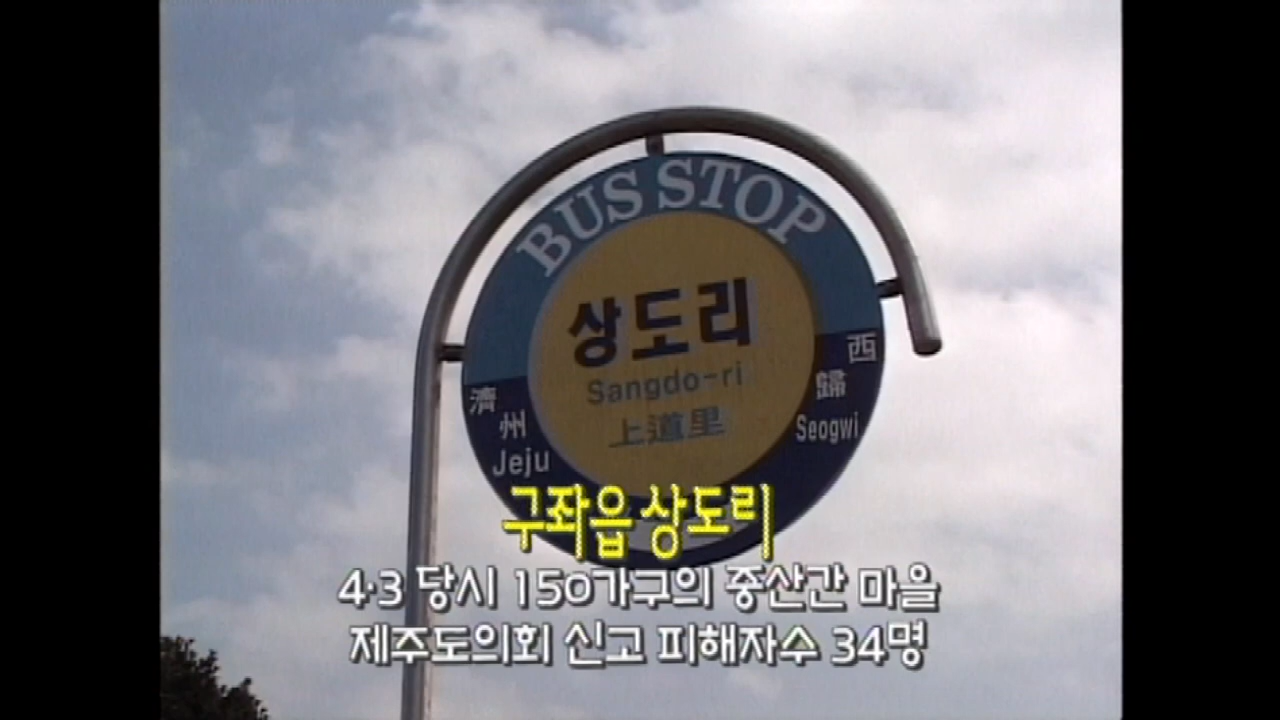 BUS STOP
상도리
Sangdo-ri
上道里
濟州
Jeju
西歸
Seogwi
구좌읍 상도리
4·3 당시 150가구의 중산간 마을
제주도의회 신고 피해자수 34명